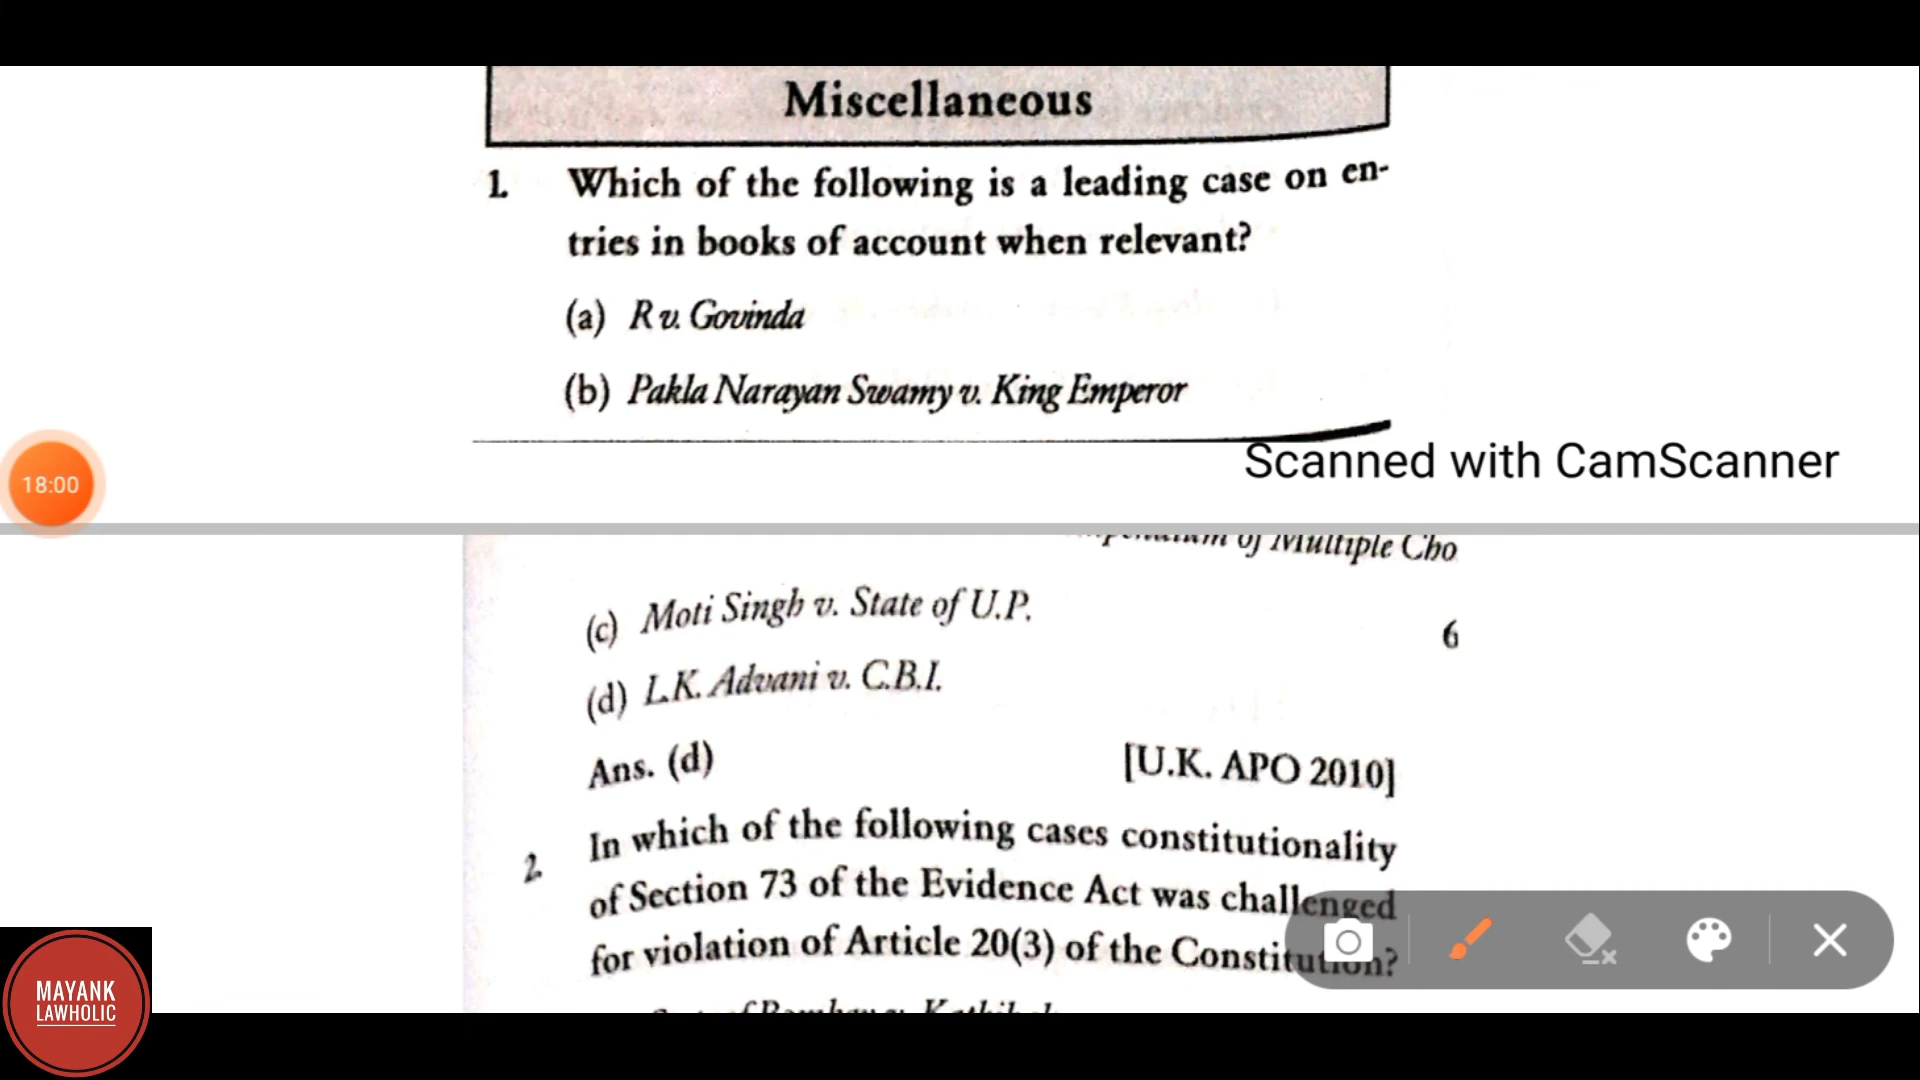 Miscellaneous
1. Which of the following is a leading case on en-
tries in books of account when relevant?
(a) R v. Govinda
(b) Pakla Narayan Swamy v. King Emperor
Scanned with CamScanner
18:00
of Multiple Cho
(c) Moti Singh v. State of U.P.
6
(d) L.K. Advani v. C.B.I.
Ans. (d) [U.K. APO 2010]
2. In which of the following cases constitutionality
of Section 73 of the Evidence Act was challenged
for violation of Article 20(3) of the Constitution?
MAYANK
LAWHOLIC